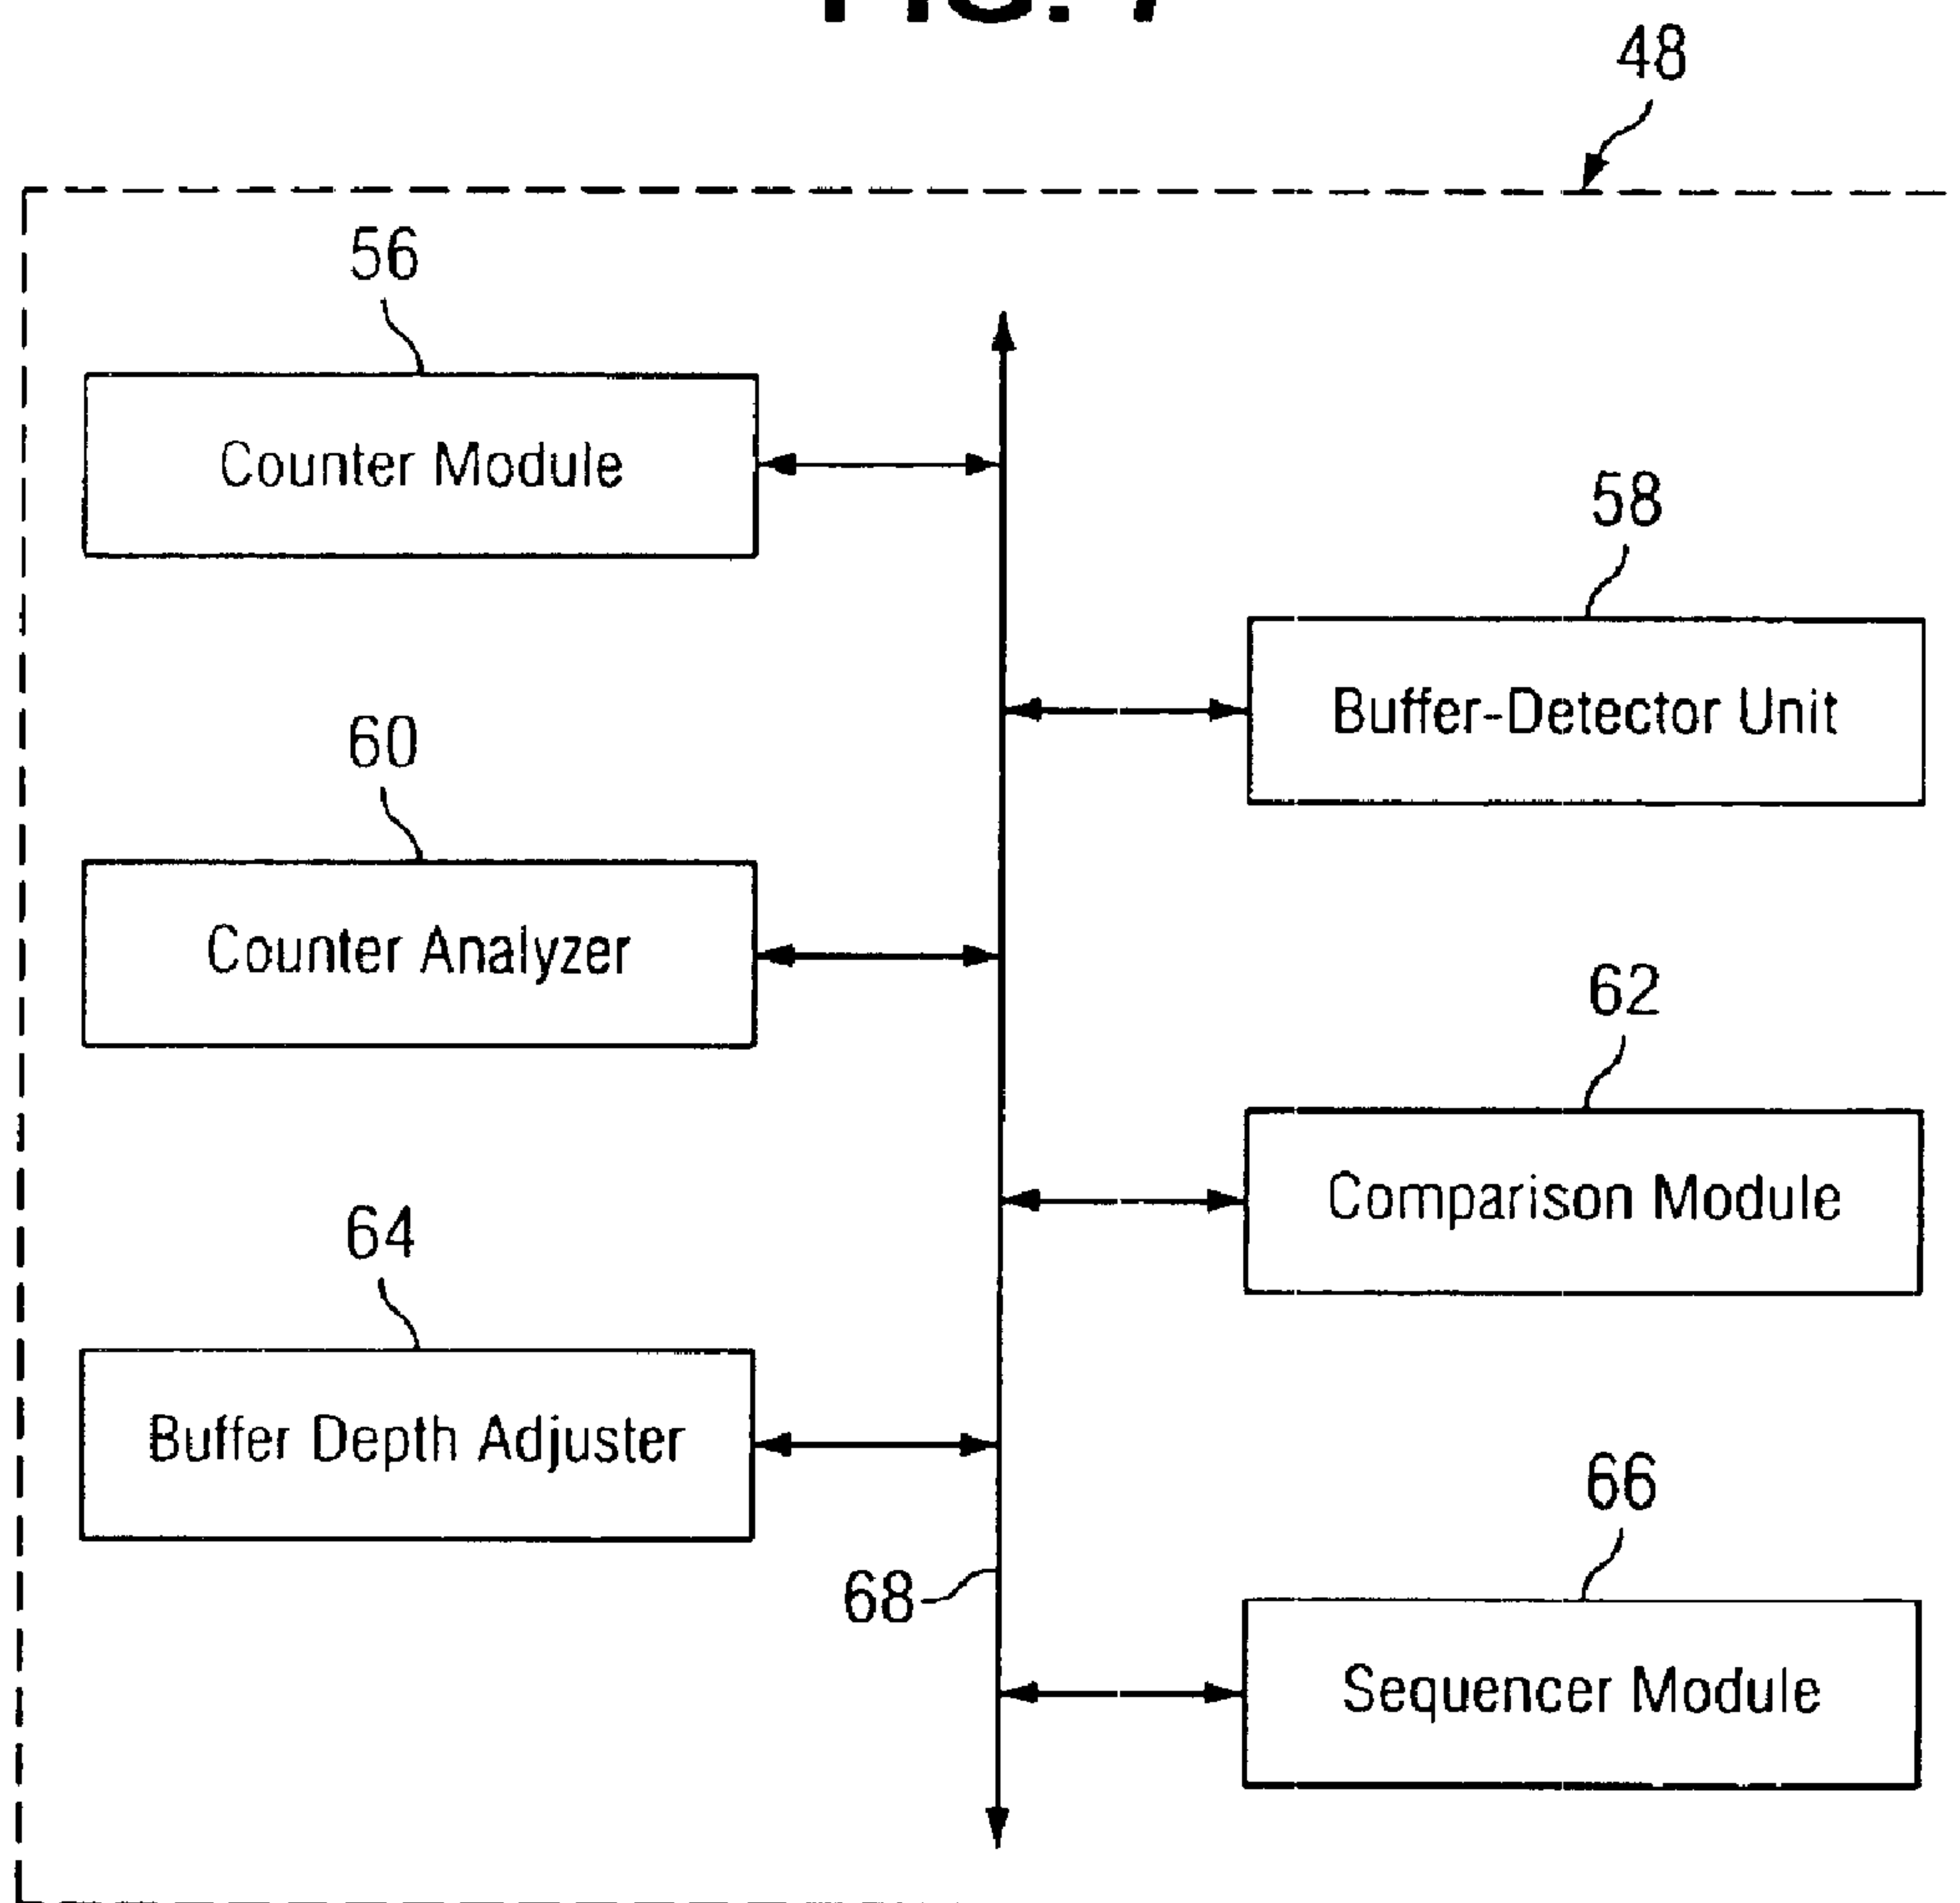 48
56
Counter Module
58
Buffer-Detector Unit
60
Counter Analyzer
62
Comparison Module
64
Buffer Depth Adjuster
66
68
Sequencer Module